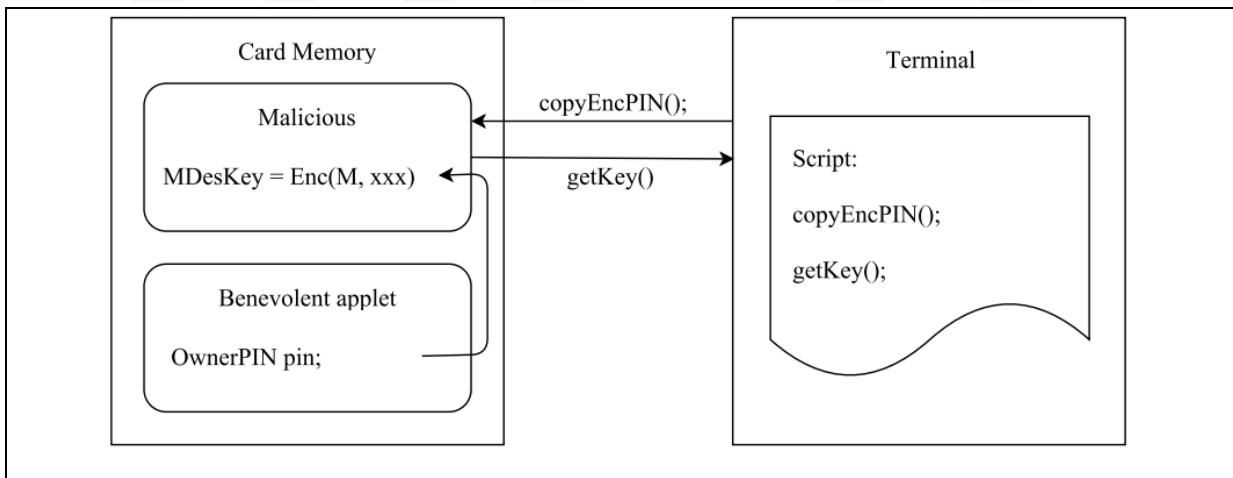 Card Memory
Malicious
MDesKey = Enc(M, xxx)
Benevolent applet
OwnerPIN pin;
copyEncPIN();
getKey()
Terminal
Script:
copyEncPIN();
getKey();